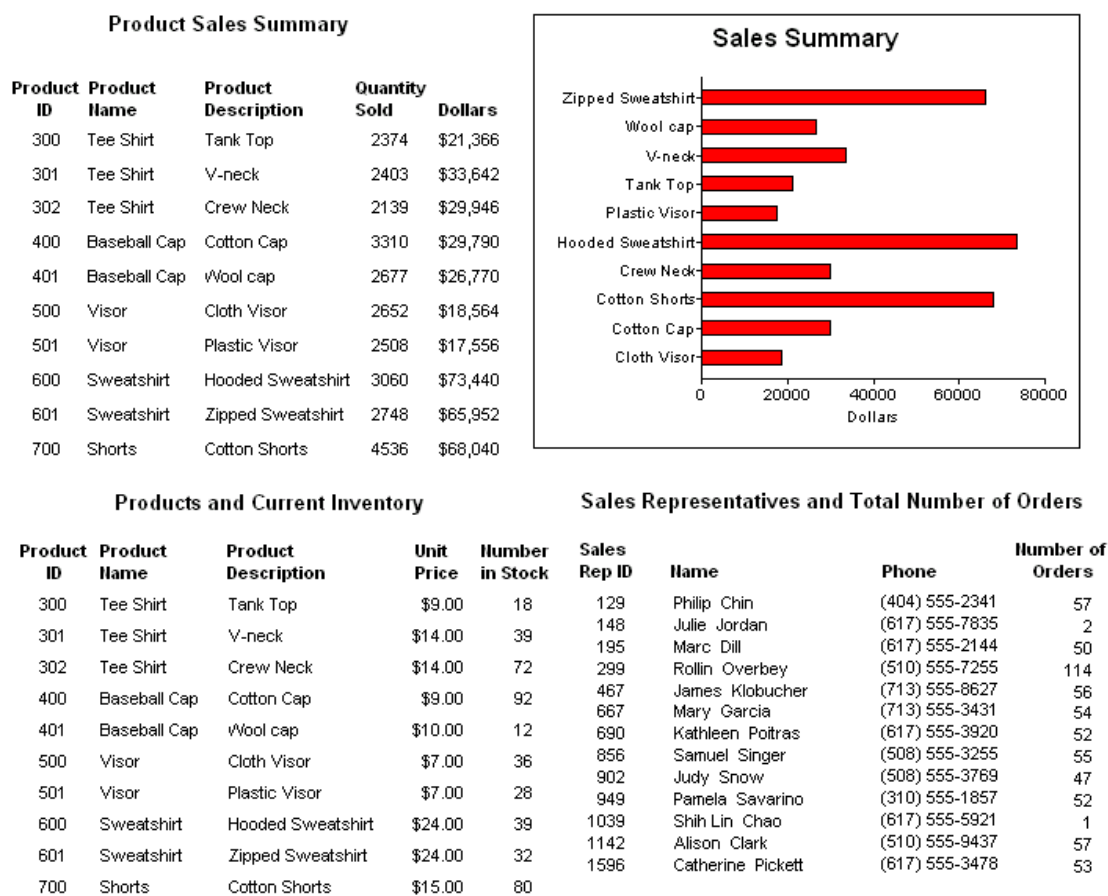 Product Sales Summary
Product ID Product Name Product Description Quantity Sold Dollars
300 Tee Shirt Tank Top 2374 $21,366
301 Tee Shirt V-neck 2403 $33,642
302 Tee Shirt Crew Neck 2139 $29,946
400 Baseball Cap Cotton Cap 3310 $29,790
401 Baseball Cap Wool cap 2677 $26,770
500 Visor Cloth Visor 2652 $18,564
501 Visor Plastic Visor 2508 $17,556
600 Sweatshirt Hooded Sweatshirt 3060 $73,440
601 Sweatshirt Zipped Sweatshirt 2748 $65,952
700 Shorts Cotton Shorts 4536 $68,040
Sales Summary
Zipped Sweatshirt
Wool cap
V-neck
Tank Top
Plastic Visor
Hooded Sweatshirt
Crew Neck
Cotton Shorts
Cotton Cap
Cloth Visor
0 20000 40000 60000 80000
Dollars
Products and Current Inventory
Product ID Product Name Product Description Unit Price Number in Stock
300 Tee Shirt Tank Top $9.00 18
301 Tee Shirt V-neck $14.00 39
302 Tee Shirt Crew Neck $14.00 72
400 Baseball Cap Cotton Cap $9.00 92
401 Baseball Cap Wool cap $10.00 12
500 Visor Cloth Visor $7.00 36
501 Visor Plastic Visor $7.00 28
600 Sweatshirt Hooded Sweatshirt $24.00 39
601 Sweatshirt Zipped Sweatshirt $24.00 32
700 Shorts Cotton Shorts $15.00 80
Sales Representatives and Total Number of Orders
Sales Rep ID Name Phone Number of Orders
129 Philip Chin (404) 555-2341 57
148 Julie Jordan (617) 555-7835 2
195 Marc Dill (617) 555-2144 50
299 Rollin Overbey (510) 555-7255 114
467 James Klobucher (713) 555-8627 56
667 Mary Garcia (713) 555-3431 54
690 Kathleen Poitras (617) 555-3920 52
856 Samuel Singer (508) 555-3255 55
902 Judy Snow (508) 555-3769 47
949 Pamela Savarino (310) 555-1857 52
1039 Shih Lin Chao (617) 555-5921 1
1142 Alison Clark (510) 555-9437 57
1596 Catherine Pickett (617) 555-3478 53